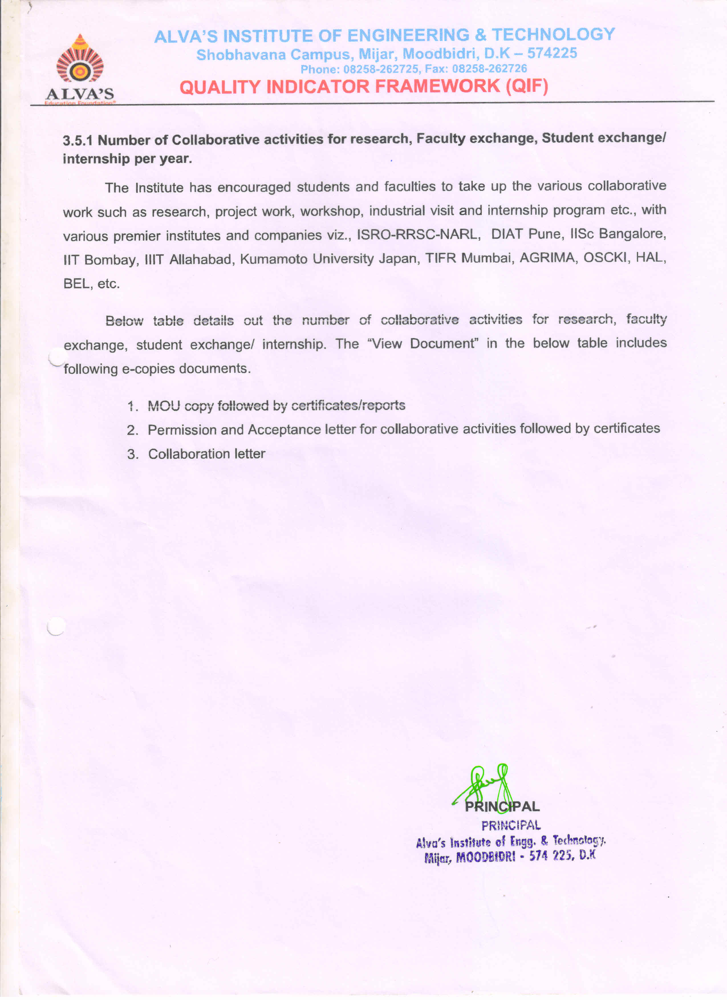 ALVA'S INSTITUTE OF ENGINEERING & TECHNOLOGY
Shobhavana Campus, Mijar, Moodbidri, D.K – 574225
Phone: 08258-262725, Fax: 08258-262726
QUALITY INDICATOR FRAMEWORK (QIF)
ALVA'S
Education Foundation®
3.5.1 Number of Collaborative activities for research, Faculty exchange, Student exchange/
internship per year.
The Institute has encouraged students and faculties to take up the various collaborative
work such as research, project work, workshop, industrial visit and internship program etc., with
various premier institutes and companies viz., ISRO-RRSC-NARL, DIAT Pune, IISc Bangalore,
IIT Bombay, IIIT Allahabad, Kumamoto University Japan, TIFR Mumbai, AGRIMA, OSCKI, HAL,
BEL, etc.
Below table details out the number of collaborative activities for research, faculty
exchange, student exchange/ internship. The “View Document” in the below table includes
following e-copies documents.
1. MOU copy followed by certificates/reports
2. Permission and Acceptance letter for collaborative activities followed by certificates
3. Collaboration letter
PRINCIPAL
PRINCIPAL
Alva's Institute of Engg. & Technology.
Mijar, MOODBIDRI - 574 225, D.K